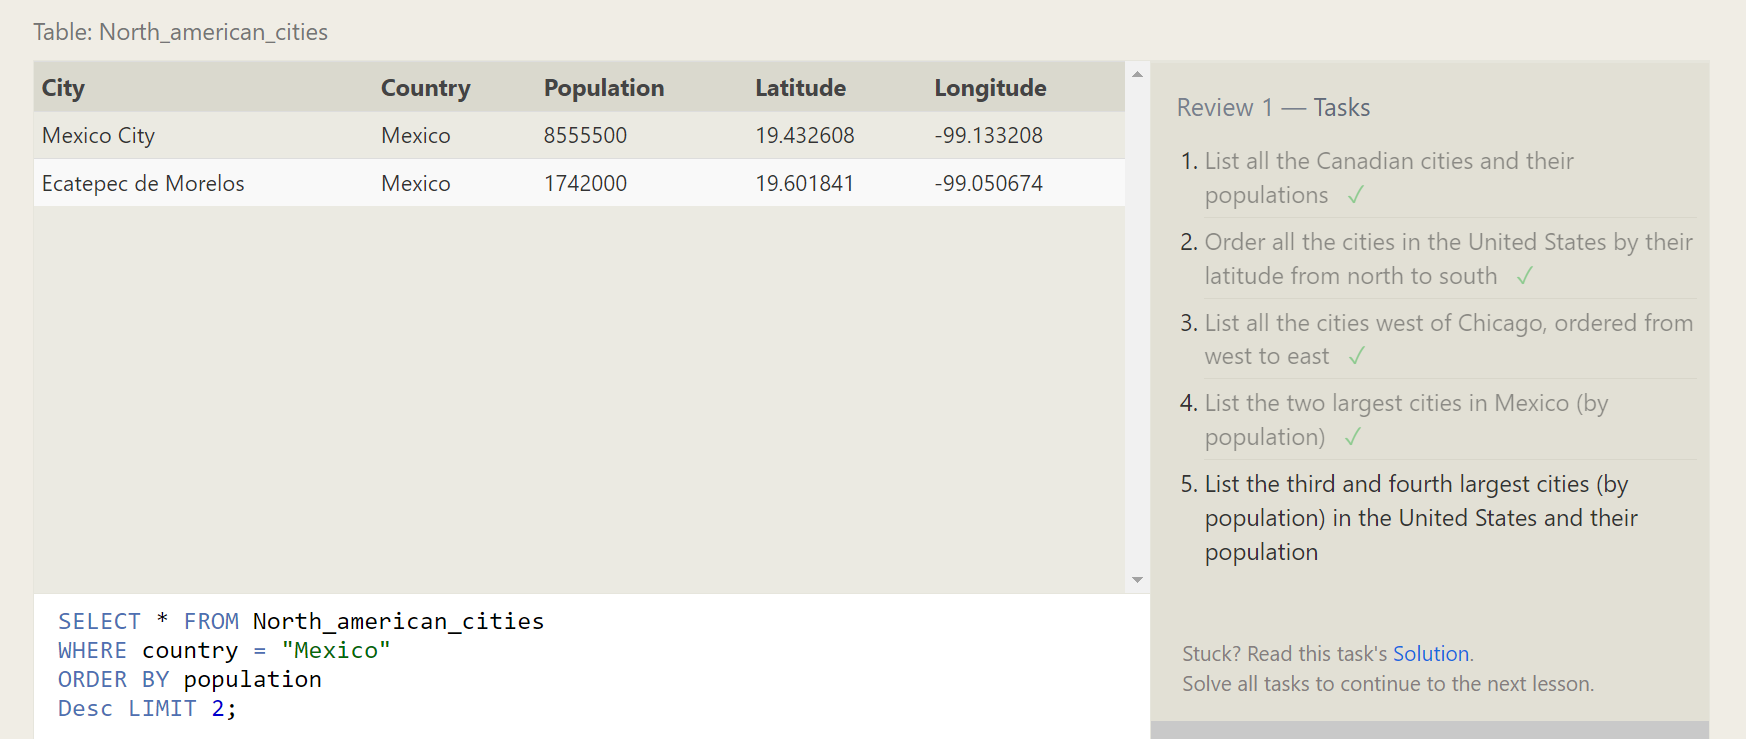 Table: North_american_cities
City Country Population Latitude Longitude
Mexico City Mexico 8555500 19.432608 -99.133208
Ecatepec de Morelos Mexico 1742000 19.601841 -99.050674
SELECT * FROM North_american_cities
WHERE country = "Mexico"
ORDER BY population
Desc LIMIT 2;
Review 1 — Tasks
1. List all the Canadian cities and their
populations ✓
2. Order all the cities in the United States by their
latitude from north to south ✓
3. List all the cities west of Chicago, ordered from
west to east ✓
4. List the two largest cities in Mexico (by
population) ✓
5. List the third and fourth largest cities (by
population) in the United States and their
population
Stuck? Read this task's Solution.
Solve all tasks to continue to the next lesson.